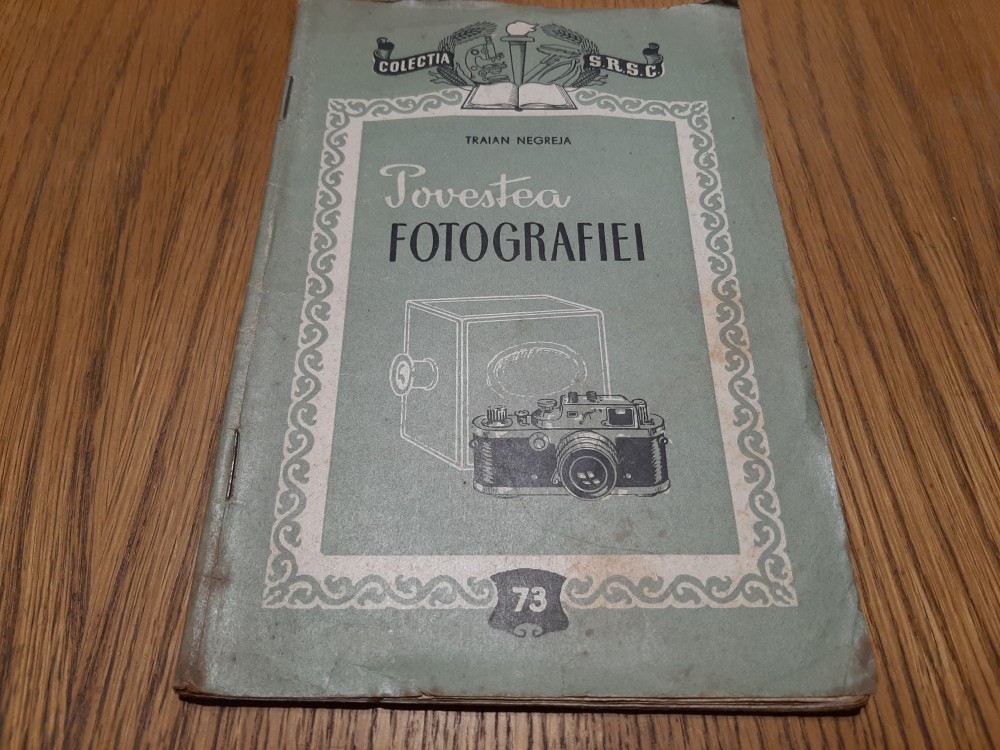 COLECTIA S.R.S.C.
TRAIAN NEGREJA
Povestea
FOTOGRAFIEI
73